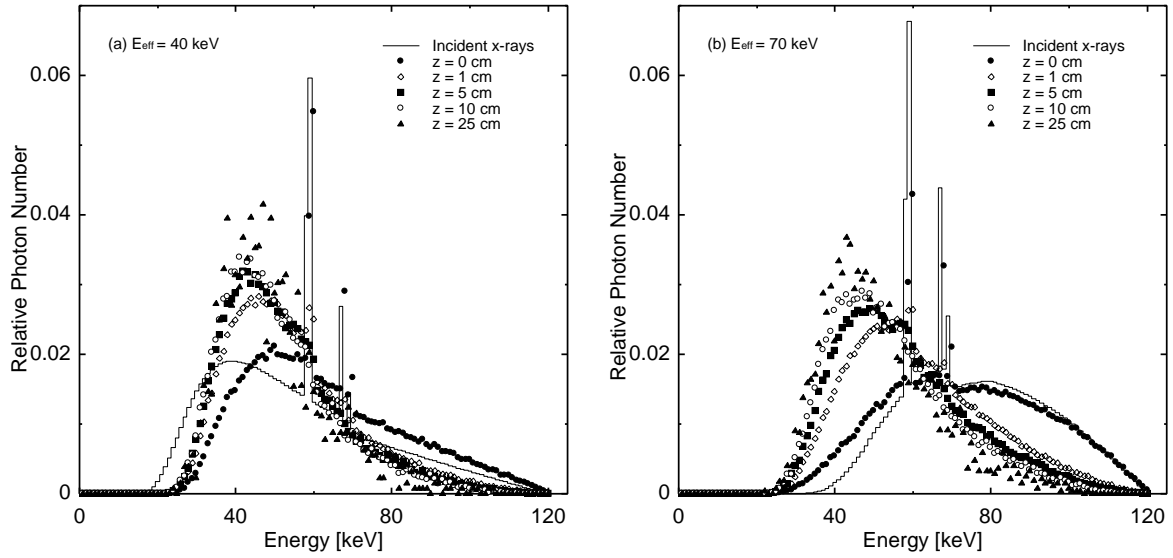 (a) Eeff = 40 keV
Incident x-rays
z = 0 cm
z = 1 cm
z = 5 cm
z = 10 cm
z = 25 cm
0.06
0.04
0.02
0
Relative Photon Number
0 40 80 120
Energy [keV]
(b) Eeff = 70 keV
Incident x-rays
z = 0 cm
z = 1 cm
z = 5 cm
z = 10 cm
z = 25 cm
0.06
0.04
0.02
0
Relative Photon Number
0 40 80 120
Energy [keV]